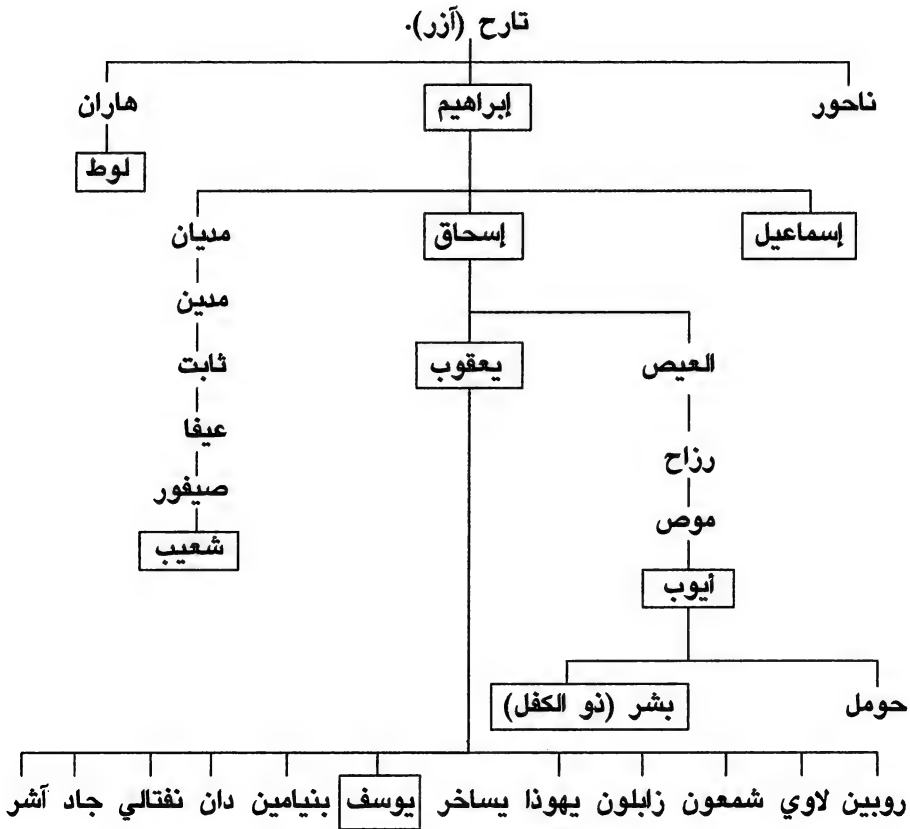 تارح (آزر).
ناحور إبراهيم هاران
لوط
إسماعيل إسحاق مديان
مدين
العيص يعقوب ثابت
عيفا
رزاح
صيفور
موص
شعيب
أيوب
حومل بشر (ذو الكفل)
روبين لاوي شمعون زابلون يهوذا يساخر يوسف بنيامين دان نفتالي جاد آشر